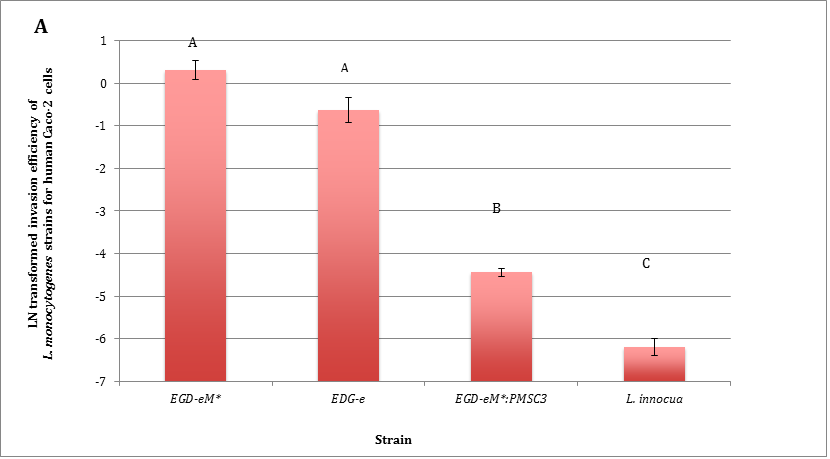 A
LN transformed invasion efficiency of
L. monocytogenes strains for human Caco-2 cells
1
0
-1
-2
-3
-4
-5
-6
-7
A
A
B
C
EGD-eM*
EDG-e
EGD-eM*:PMSC3
L. innocua
Strain